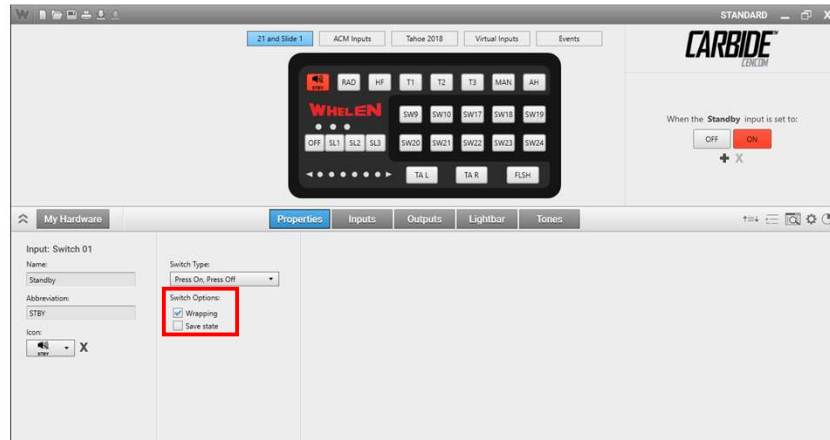 W STANDARD X
21 and Slide 1 ACM Inputs Tahoe 2018 Virtual Inputs Events
CARBIDE™
CENCOM
STBY RAD HF T1 T2 T3 MAN AH
WHELEN SW9 SW10 SW17 SW18 SW19
OFF SL1 SL2 SL3 SW20 SW21 SW22 SW23 SW24
TA L TA R FLSH
When the Standby input is set to:
OFF ON
X
My Hardware Properties Inputs Outputs Lightbar Tones
Input: Switch 01
Name:
Standby
Abbreviation:
STBY
Icon:
STBY X
Switch Type:
Press On, Press Off
Switch Options:
Wrapping
Save state